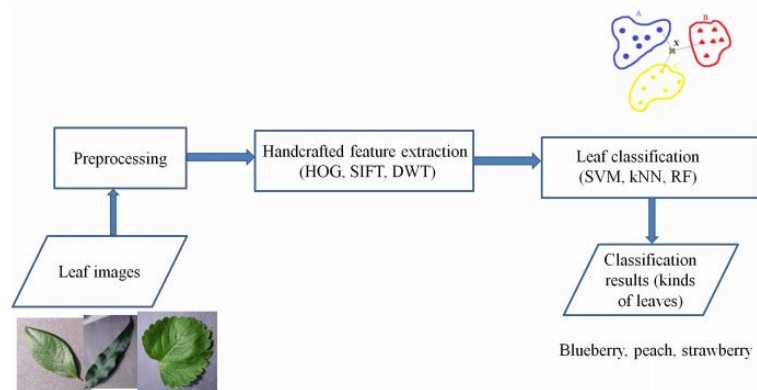 A
B
X
C
Preprocessing
Handcrafted feature extraction
(HOG, SIFT, DWT)
Leaf classification
(SVM, kNN, RF)
Leaf images
Classification
results (kinds
of leaves)
Blueberry, peach, strawberry